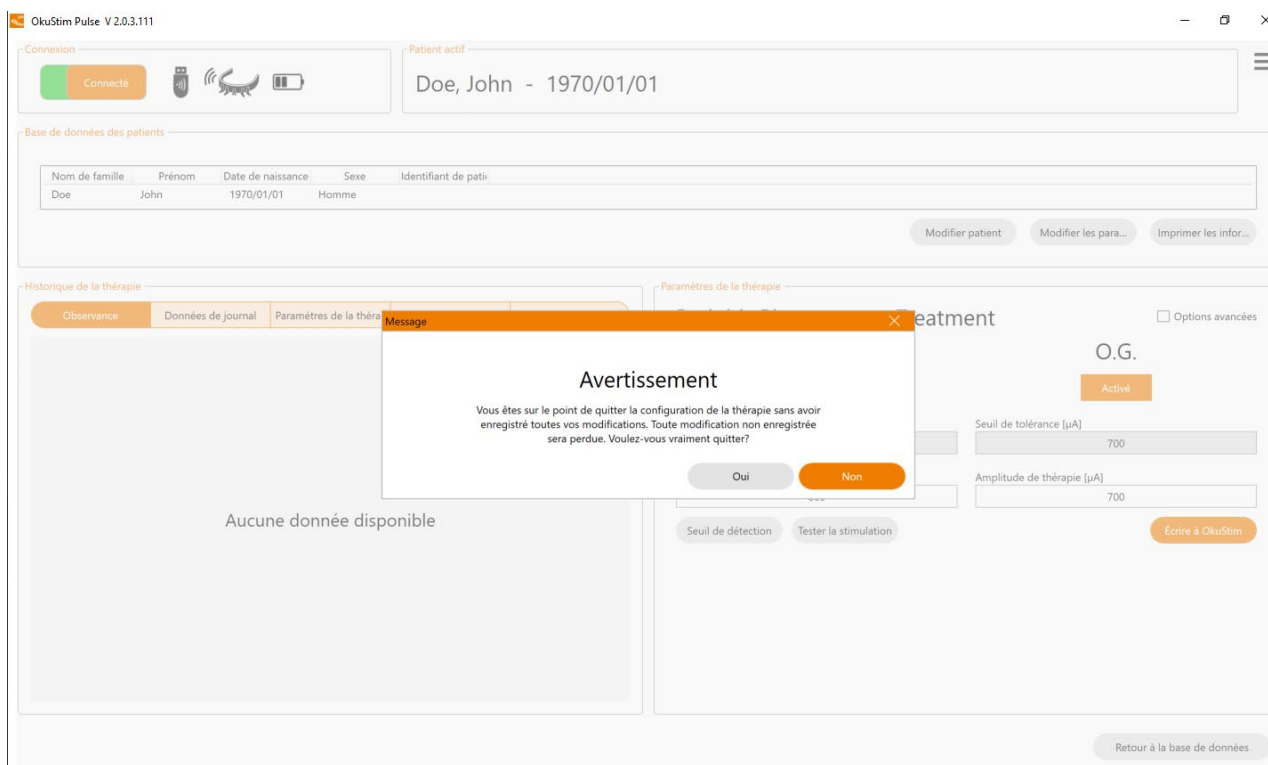 OkuStim Pulse V 2.0.3.111
Connexion
Patient actif
Connecté
Doe, John - 1970/01/01
Base de données des patients
Nom de famille Prénom Date de naissance Sexe Identifiant de patie
Doe John 1970/01/01 Homme
Modifier patient Modifier les para... Imprimer les infor...
Historique de la thérapie
Paramètres de la thérapie
Observance Données de journal Paramètres de la théra
Message
eatment
Options avancées
O.G.
Activé
Avertissement
Vous êtes sur le point de quitter la configuration de la thérapie sans avoir
enregistré toutes vos modifications. Toute modification non enregistrée
sera perdue. Voulez-vous vraiment quitter?
Oui Non
Seuil de tolérance [µA]
700
Amplitude de thérapie [µA]
700
Aucune donnée disponible
Seuil de détection Tester la stimulation Écrire à OkuStim
Retour à la base de données